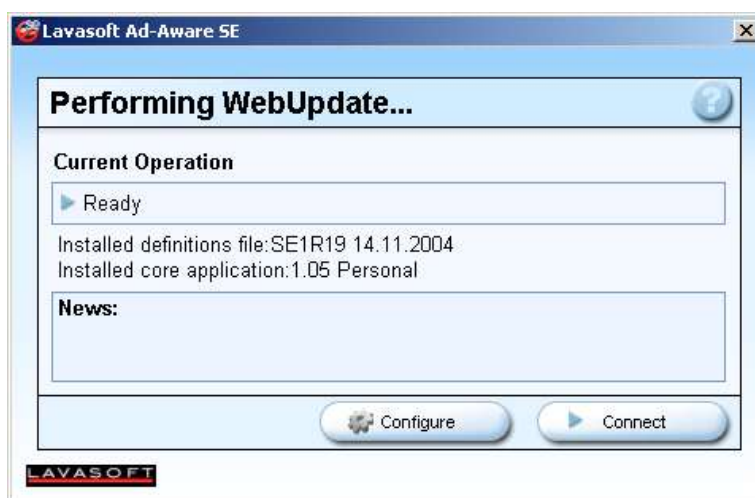 Lavasoft Ad-Aware SE
Performing WebUpdate...
?
Current Operation
Ready
Installed definitions file:SE1R19 14.11.2004
Installed core application:1.05 Personal
News:
Configure
Connect
LAVASOFT